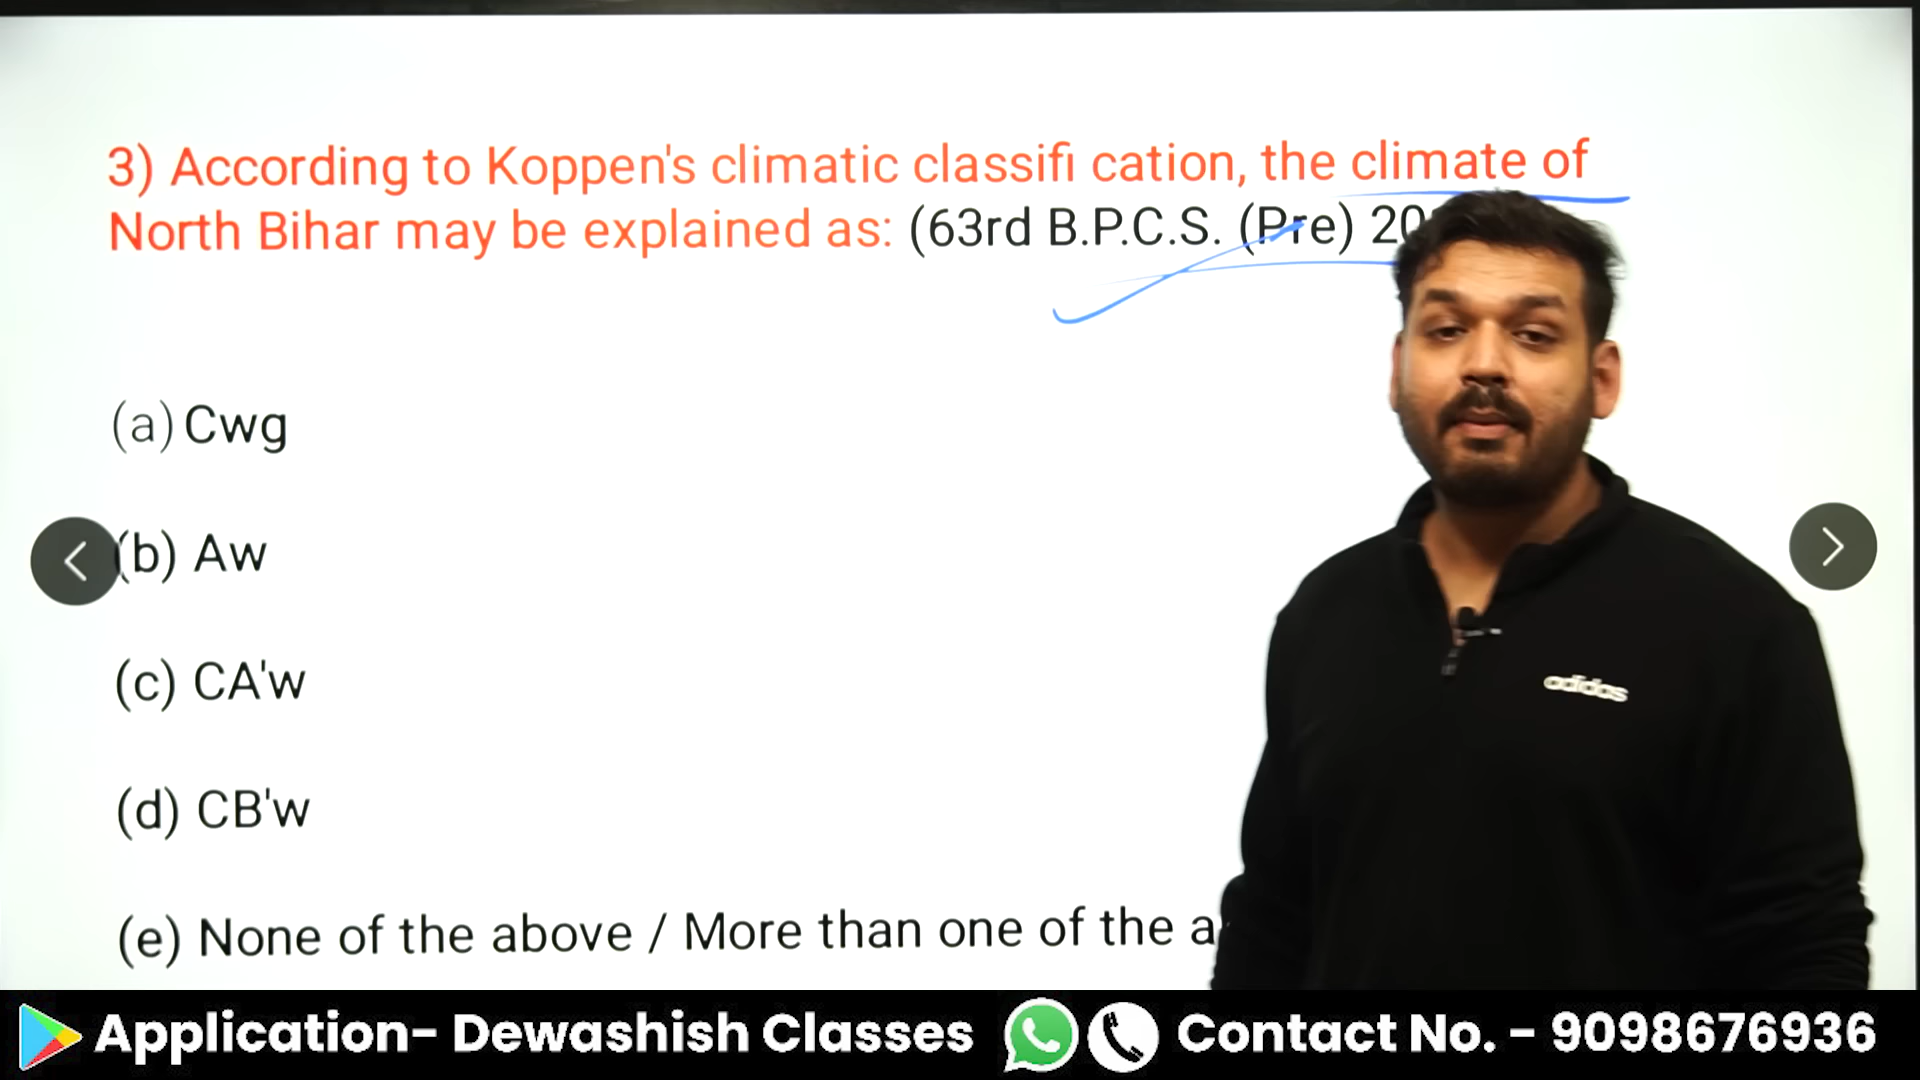 3) According to Koppen's climatic classifi cation, the climate of
North Bihar may be explained as: (63rd B.P.C.S. (Pre)
(a) Cwg
(b) Aw
(c) CA'w
(d) CB'w
(e) None of the above / More than one of the
adidas
Application- Dewashish Classes
Contact No. - 9098676936